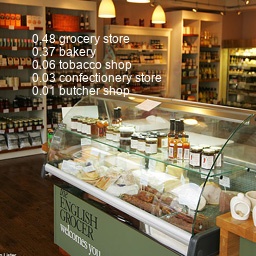 0.48 grocery store
0.37 bakery
0.06 tobacco shop
0.03 confectionery store
0.01 butcher shop
ENGLISH
GROCER
welcomes you